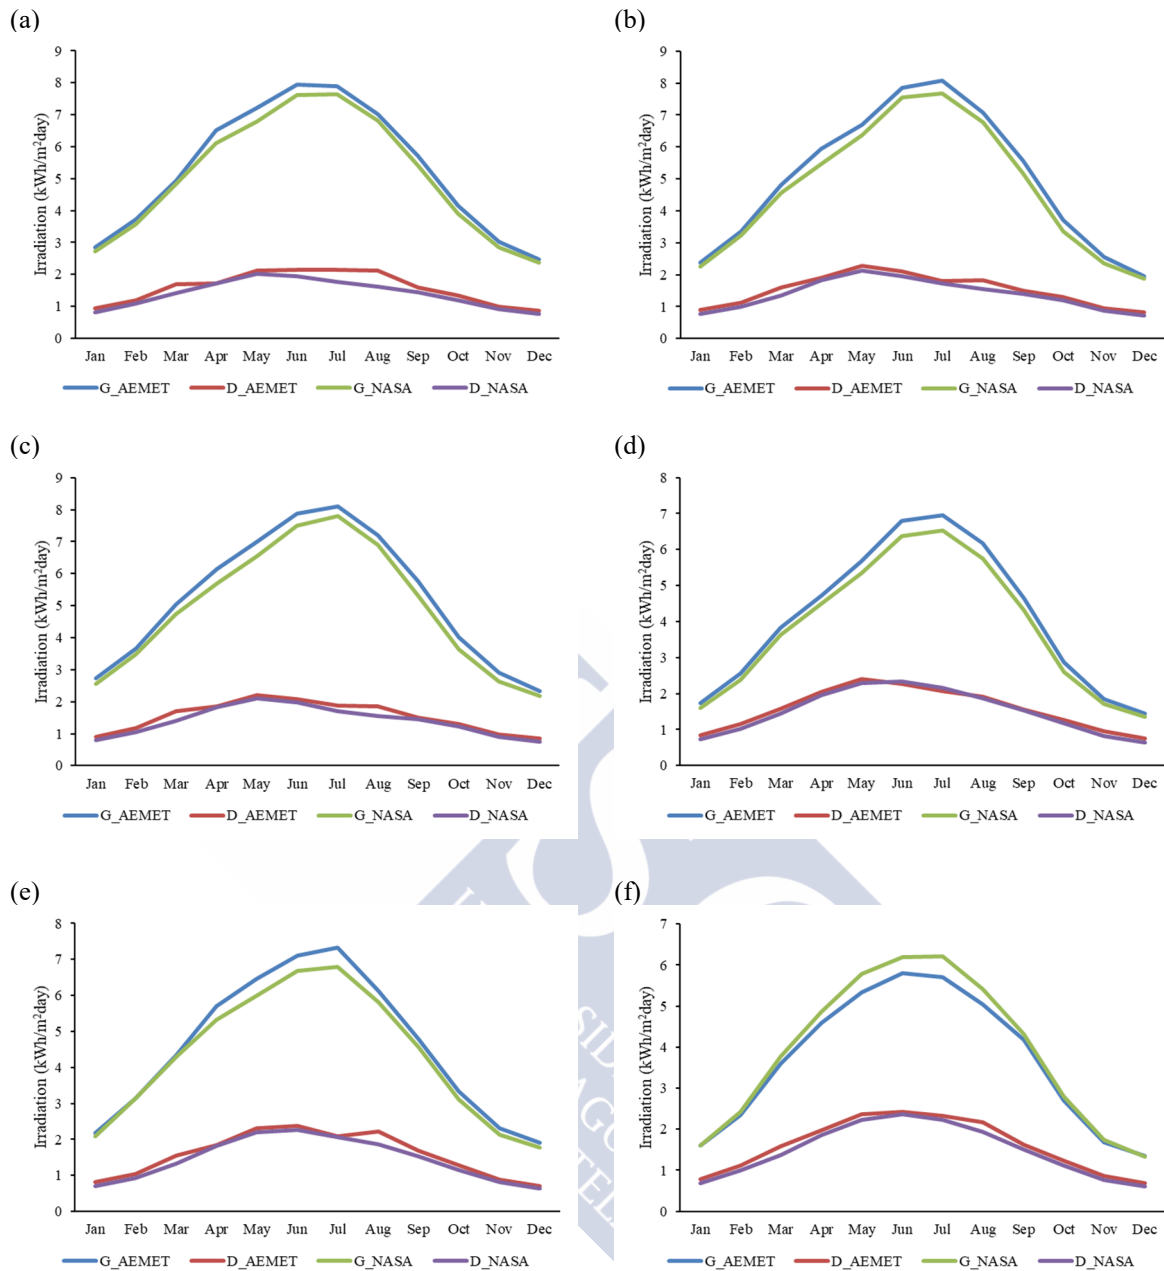 (a)
Irradiation (kWh/m²day)
9
8
7
6
5
4
3
2
1
0
Jan Feb Mar Apr May Jun Jul Aug Sep Oct Nov Dec
G_AEMET D_AEMET G_NASA D_NASA
(b)
Irradiation (kWh/m²day)
9
8
7
6
5
4
3
2
1
0
Jan Feb Mar Apr May Jun Jul Aug Sep Oct Nov Dec
G_AEMET D_AEMET G_NASA D_NASA
(c)
Irradiation (kWh/m²day)
9
8
7
6
5
4
3
2
1
0
Jan Feb Mar Apr May Jun Jul Aug Sep Oct Nov Dec
G_AEMET D_AEMET G_NASA D_NASA
(d)
Irradiation (kWh/m²day)
8
7
6
5
4
3
2
1
0
Jan Feb Mar Apr May Jun Jul Aug Sep Oct Nov Dec
G_AEMET D_AEMET G_NASA D_NASA
(e)
Irradiation (kWh/m²day)
8
7
6
5
4
3
2
1
0
Jan Feb Mar Apr May Jun Jul Aug Sep Oct Nov Dec
G_AEMET D_AEMET G_NASA D_NASA
(f)
Irradiation (kWh/m²day)
7
6
5
4
3
2
1
0
Jan Feb Mar Apr May Jun Jul Aug Sep Oct Nov Dec
G_AEMET D_AEMET G_NASA D_NASA